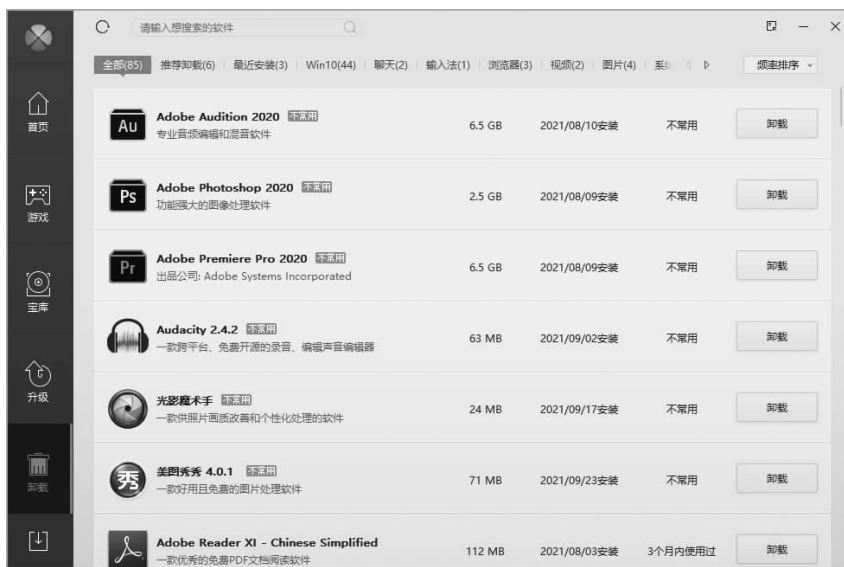 请输入想搜索的软件
全部(85) 推荐卸载(6) 最近安装(3) Win10(44) 聊天(2) 输入法(1) 浏览器(3) 视频(2) 图片(4) 系统 频率排序
首页
游戏
宝库
升级
卸载
Au Adobe Audition 2020 不常用
专业音频编辑和混音软件
6.5 GB 2021/08/10安装 不常用 卸载
Ps Adobe Photoshop 2020 不常用
功能强大的图像处理软件
2.5 GB 2021/08/09安装 不常用 卸载
Pr Adobe Premiere Pro 2020 不常用
出品公司: Adobe Systems Incorporated
6.5 GB 2021/08/09安装 不常用 卸载
Audacity 2.4.2 不常用
一款跨平台、免费开源的录音、编辑声音编辑器
63 MB 2021/09/02安装 不常用 卸载
光影魔术手 不常用
一款供照片画质改善和个性化处理的软件
24 MB 2021/09/17安装 不常用 卸载
秀 美图秀秀 4.0.1 不常用
一款好用且免费的图片处理软件
71 MB 2021/09/23安装 不常用 卸载
Adobe Reader XI - Chinese Simplified
一款优秀的免费PDF文档阅读软件
112 MB 2021/08/03安装 3个月内使用过 卸载